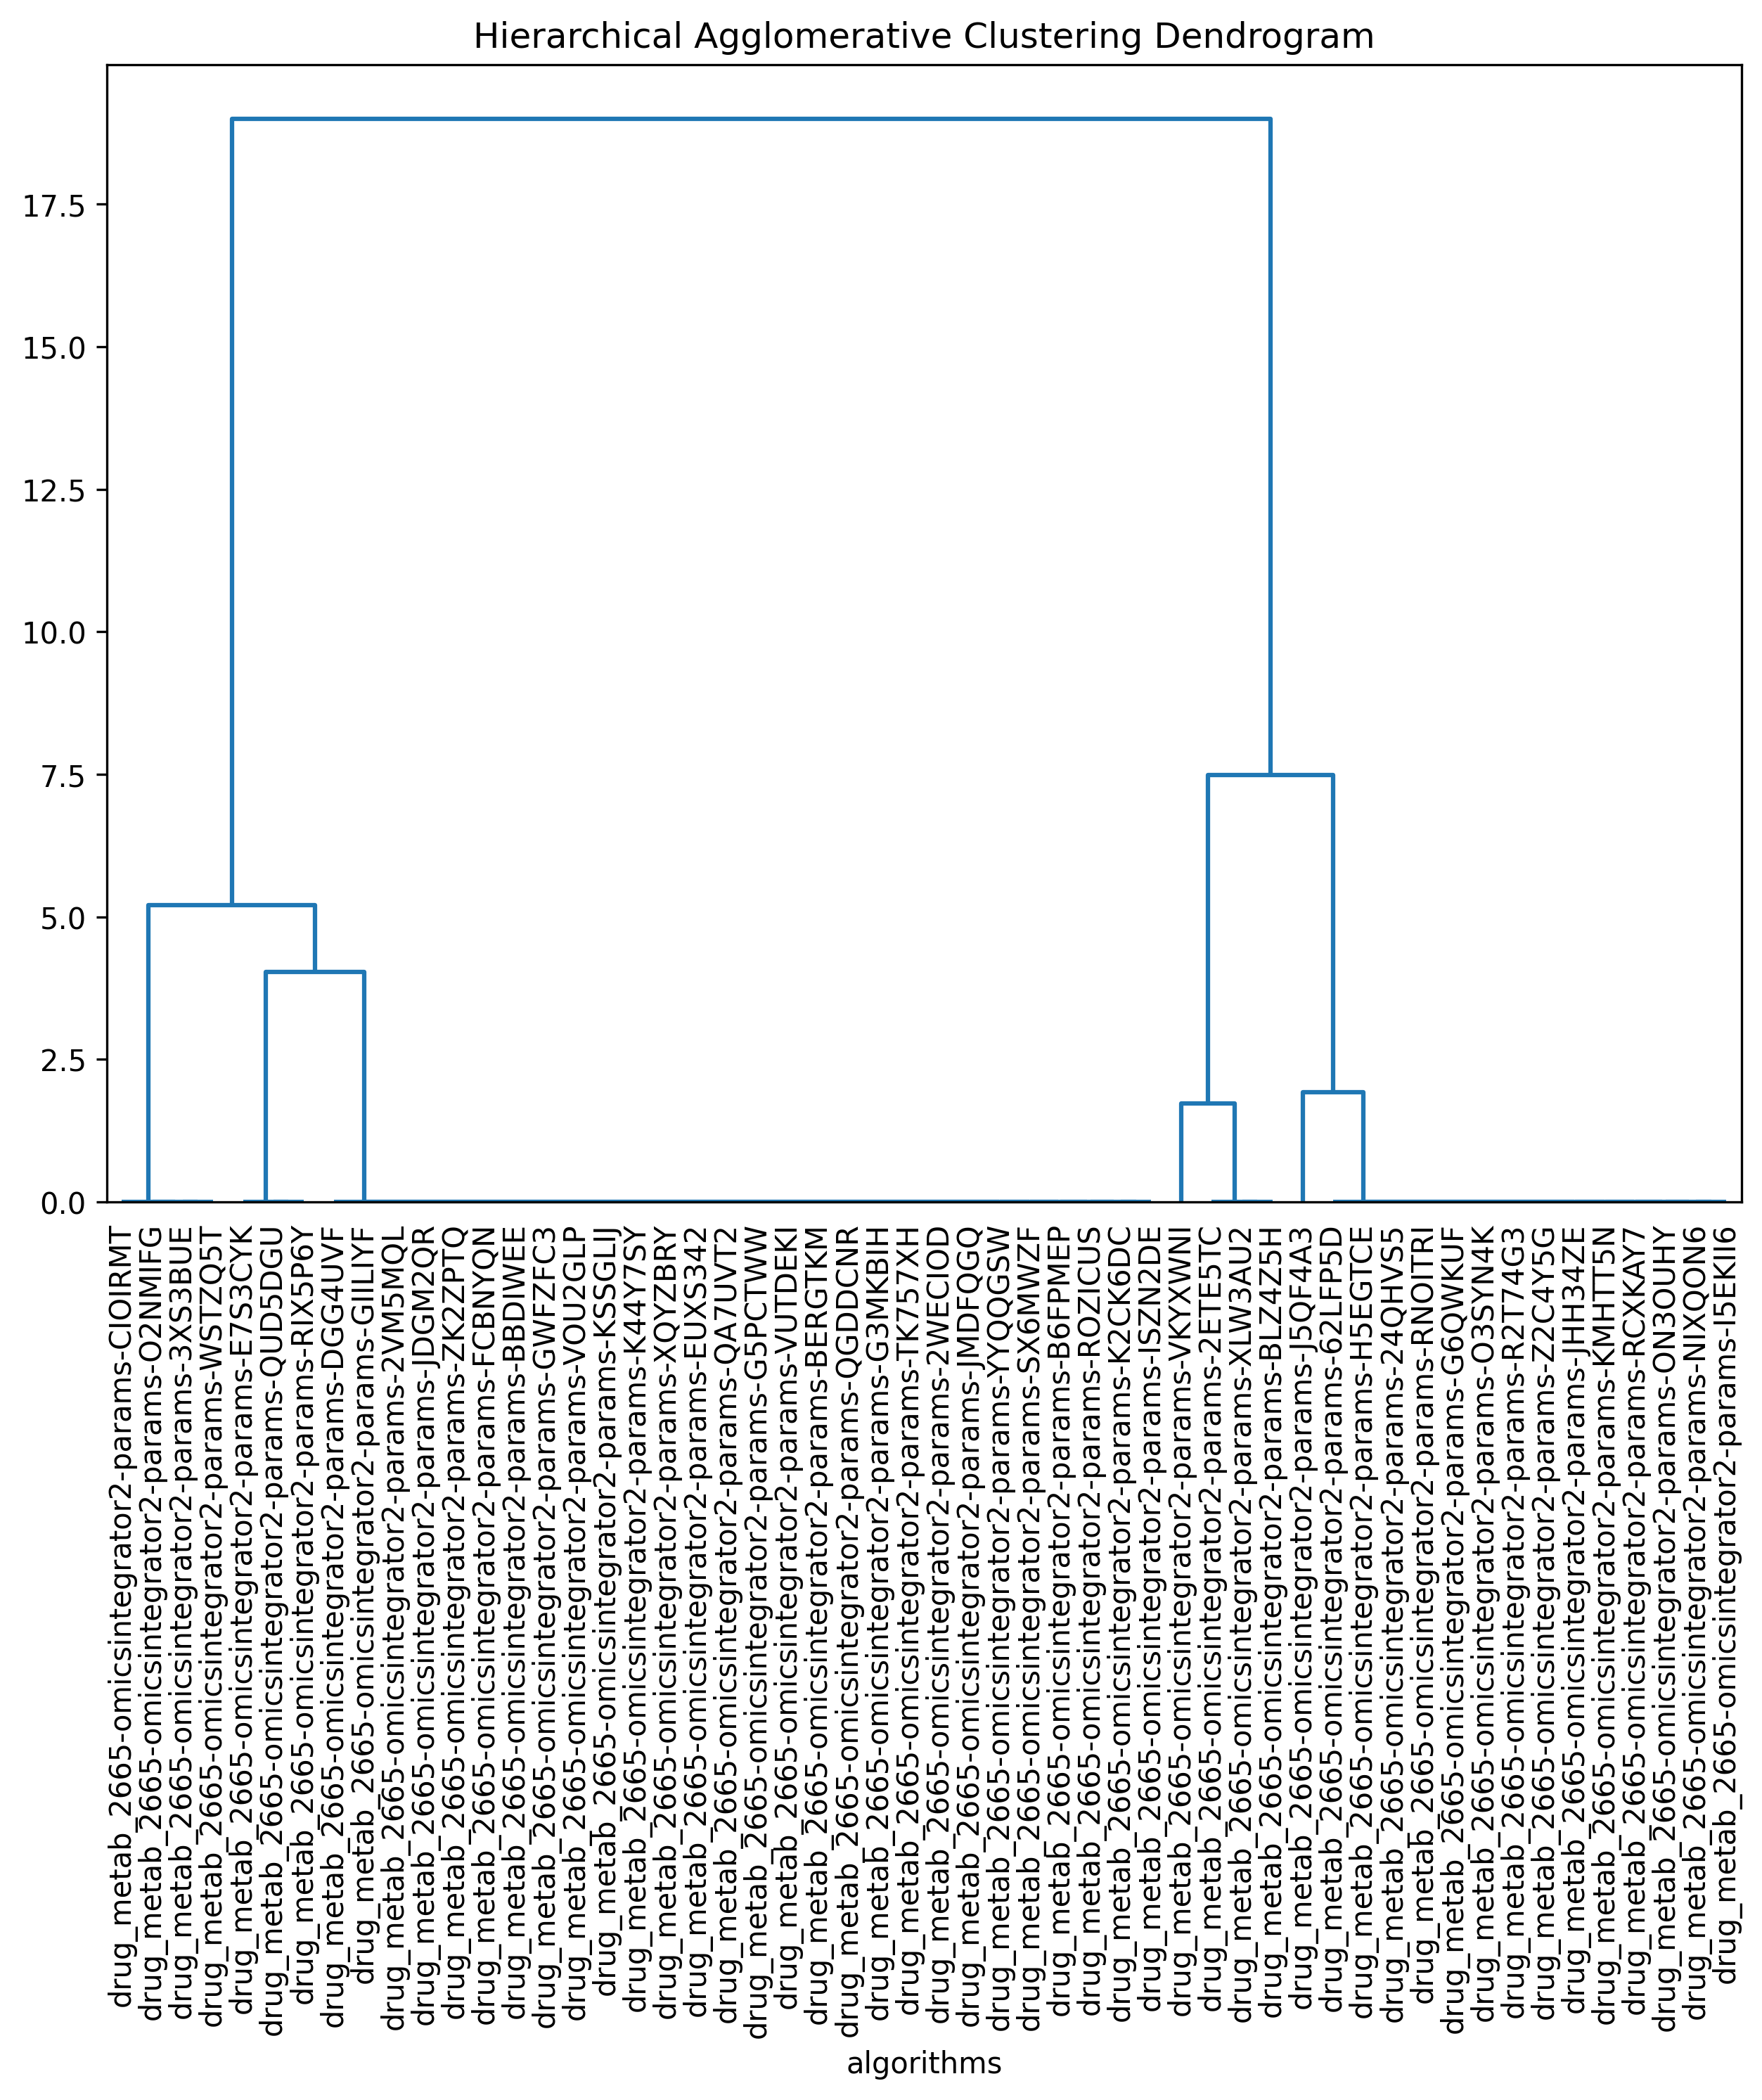 Hierarchical Agglomerative Clustering Dendrogram
17.5
15.0
12.5
10.0
7.5
5.0
2.5
0.0
drug_metab_2665-omicsintegrator2-params-CIOIRMT
drug_metab_2665-omicsintegrator2-params-O2NMIFG
drug_metab_2665-omicsintegrator2-params-3XS3BUE
drug_metab_2665-omicsintegrator2-params-WSTZQ5T
drug_metab_2665-omicsintegrator2-params-E7S3CYK
drug_metab_2665-omicsintegrator2-params-QUD5DGU
drug_metab_2665-omicsintegrator2-params-RIX5P6Y
drug_metab_2665-omicsintegrator2-params-DGG4UVF
drug_metab_2665-omicsintegrator2-params-GIILIYF
drug_metab_2665-omicsintegrator2-params-2VM5MQL
drug_metab_2665-omicsintegrator2-params-JDGM2QR
drug_metab_2665-omicsintegrator2-params-ZK2ZPTQ
drug_metab_2665-omicsintegrator2-params-FCBNYQN
drug_metab_2665-omicsintegrator2-params-BBDIWEE
drug_metab_2665-omicsintegrator2-params-GWFZFC3
drug_metab_2665-omicsintegrator2-params-VOU2GLP
drug_metab_2665-omicsintegrator2-params-KSSGLIJ
drug_metab_2665-omicsintegrator2-params-K44Y7SY
drug_metab_2665-omicsintegrator2-params-XQYZBRY
drug_metab_2665-omicsintegrator2-params-EUXS342
drug_metab_2665-omicsintegrator2-params-QA7UVT2
drug_metab_2665-omicsintegrator2-params-G5PCTWW
drug_metab_2665-omicsintegrator2-params-VUTDEKI
drug_metab_2665-omicsintegrator2-params-BERGTKM
drug_metab_2665-omicsintegrator2-params-QGDDCNR
drug_metab_2665-omicsintegrator2-params-G3MKBIH
drug_metab_2665-omicsintegrator2-params-TK757XH
drug_metab_2665-omicsintegrator2-params-2WECIOD
drug_metab_2665-omicsintegrator2-params-JMDFQGQ
drug_metab_2665-omicsintegrator2-params-YYQQGSW
drug_metab_2665-omicsintegrator2-params-SX6MWZF
drug_metab_2665-omicsintegrator2-params-B6FPMEP
drug_metab_2665-omicsintegrator2-params-ROZICUS
drug_metab_2665-omicsintegrator2-params-K2CK6DC
drug_metab_2665-omicsintegrator2-params-ISZN2DE
drug_metab_2665-omicsintegrator2-params-VKYXWNI
drug_metab_2665-omicsintegrator2-params-2ETE5TC
drug_metab_2665-omicsintegrator2-params-XLW3AU2
drug_metab_2665-omicsintegrator2-params-BLZ4Z5H
drug_metab_2665-omicsintegrator2-params-J5QF4A3
drug_metab_2665-omicsintegrator2-params-62LFP5D
drug_metab_2665-omicsintegrator2-params-H5EGTCE
drug_metab_2665-omicsintegrator2-params-24QHVS5
drug_metab_2665-omicsintegrator2-params-RNOITRI
drug_metab_2665-omicsintegrator2-params-G6QWKUF
drug_metab_2665-omicsintegrator2-params-O3SYN4K
drug_metab_2665-omicsintegrator2-params-R2T74G3
drug_metab_2665-omicsintegrator2-params-Z2C4Y5G
drug_metab_2665-omicsintegrator2-params-JHH34ZE
drug_metab_2665-omicsintegrator2-params-KMHTT5N
drug_metab_2665-omicsintegrator2-params-RCXKAY7
drug_metab_2665-omicsintegrator2-params-ON3OUHY
drug_metab_2665-omicsintegrator2-params-NIXQON6
drug_metab_2665-omicsintegrator2-params-I5EKII6
algorithms